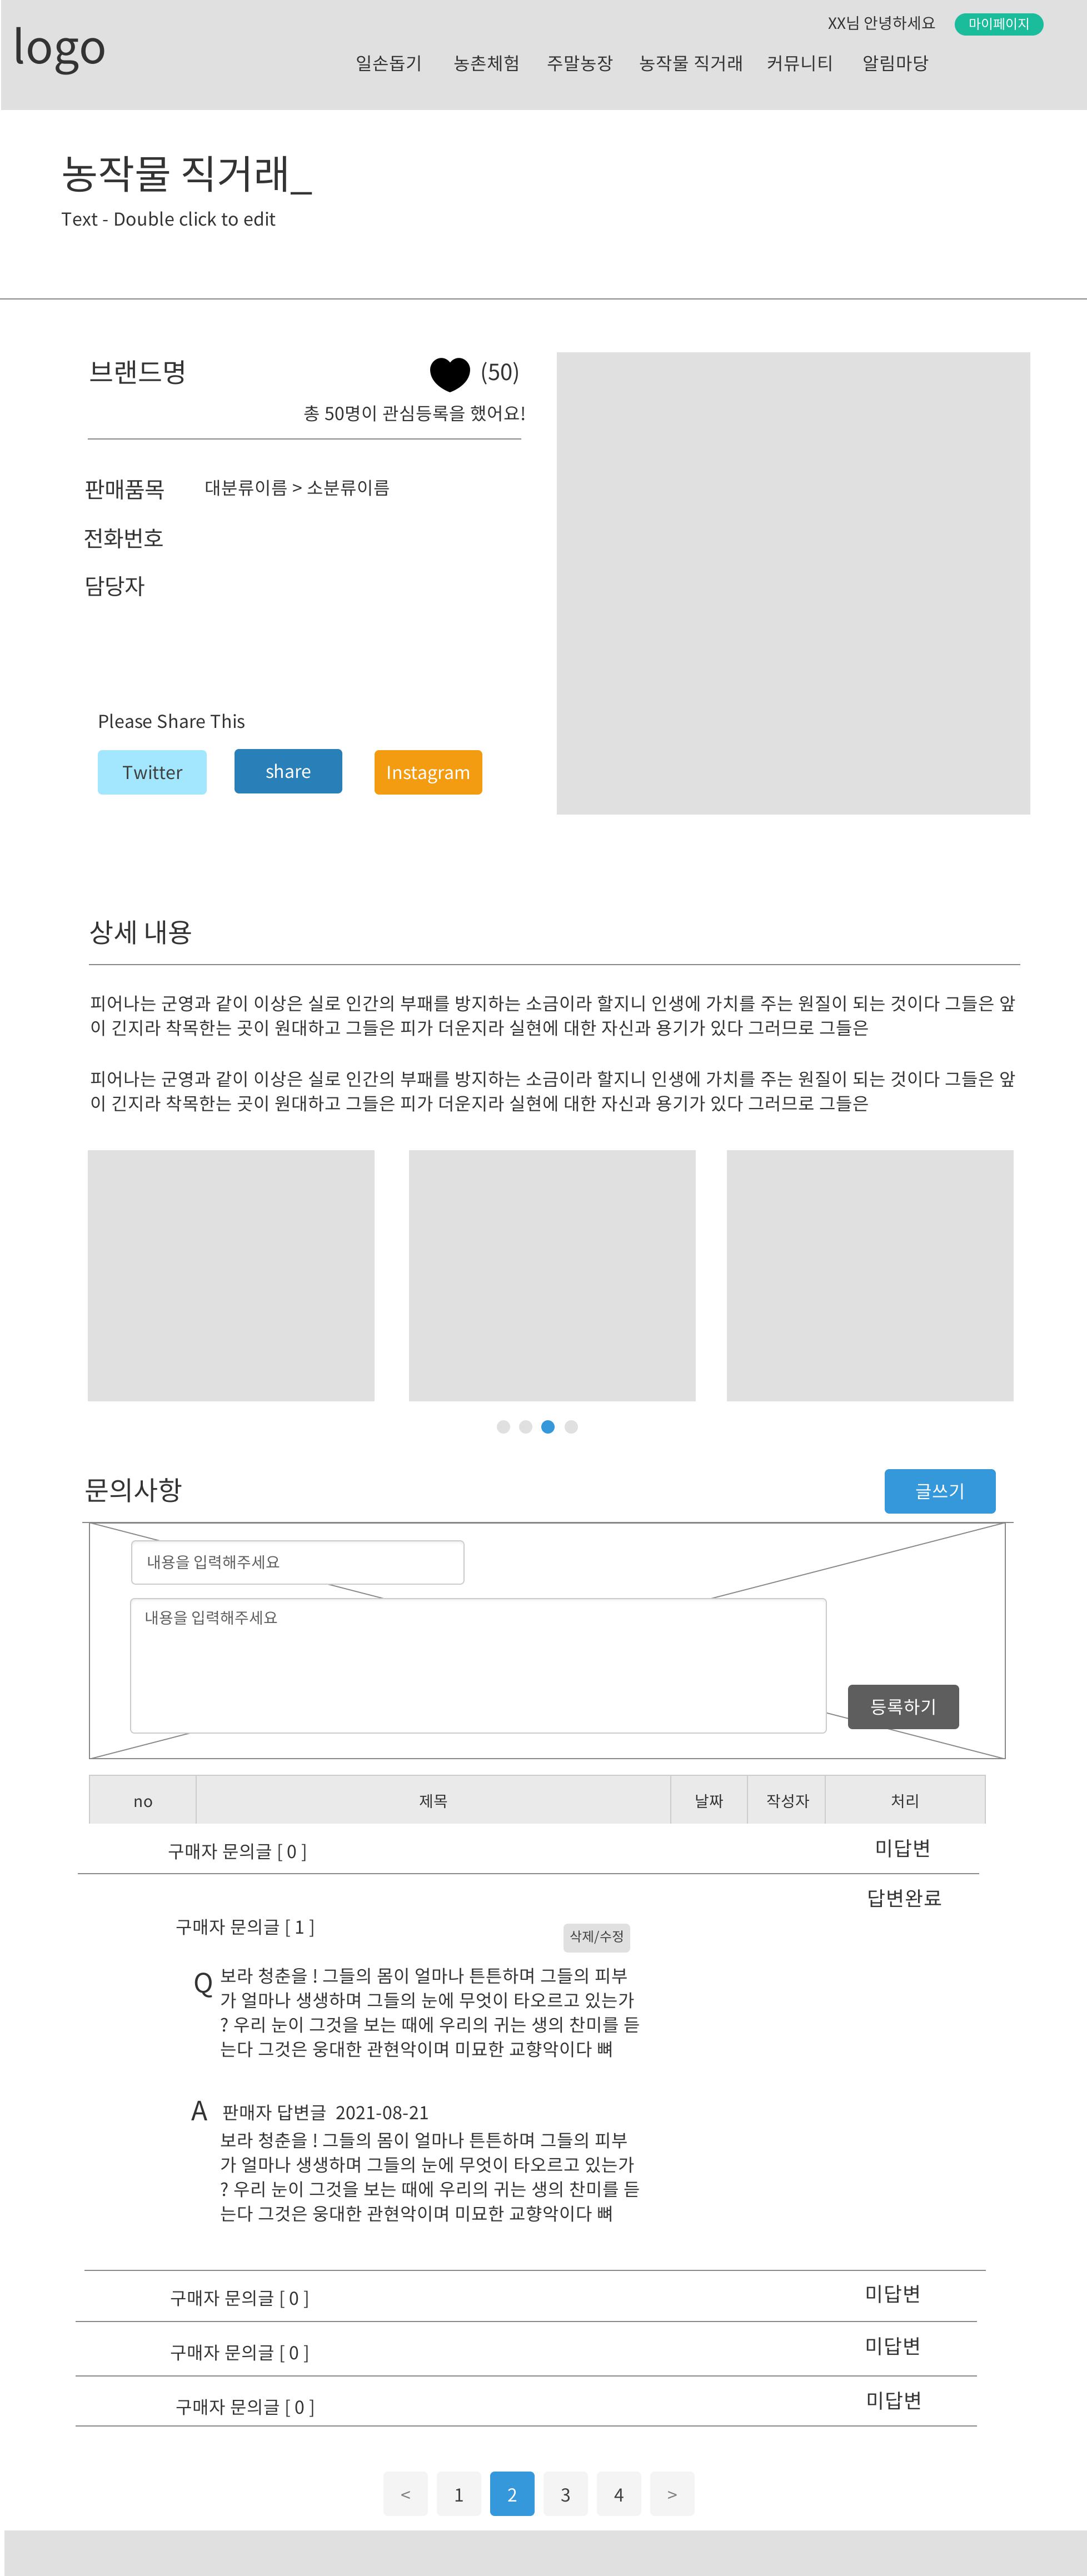 logo
XX님 안녕하세요 마이페이지
일손돕기 농촌체험 주말농장 농작물 직거래 커뮤니티 알림마당
농작물 직거래_
Text - Double click to edit
브랜드명 (50)
총 50명이 관심등록을 했어요!
판매품목 대분류이름 > 소분류이름
전화번호
담당자
Please Share This
Twitter share Instagram
상세 내용
피어나는 군영과 같이 이상은 실로 인간의 부패를 방지하는 소금이라 할지니 인생에 가치를 주는 원질이 되는 것이다 그들은 앞
이 긴지라 착목한는 곳이 원대하고 그들은 피가 더운지라 실현에 대한 자신과 용기가 있다 그러므로 그들은
피어나는 군영과 같이 이상은 실로 인간의 부패를 방지하는 소금이라 할지니 인생에 가치를 주는 원질이 되는 것이다 그들은 앞
이 긴지라 착목한는 곳이 원대하고 그들은 피가 더운지라 실현에 대한 자신과 용기가 있다 그러므로 그들은
문의사항 글쓰기
내용을 입력해주세요
내용을 입력해주세요
등록하기
no 제목 날짜 작성자 처리
구매자 문의글 [ 0 ] 미답변
답변완료
구매자 문의글 [ 1 ] 삭제/수정
Q 보라 청춘을 ! 그들의 몸이 얼마나 튼튼하며 그들의 피부
가 얼마나 생생하며 그들의 눈에 무엇이 타오르고 있는가
? 우리 눈이 그것을 보는 때에 우리의 귀는 생의 찬미를 듣
는다 그것은 웅대한 관현악이며 미묘한 교향악이다 뼈
A 판매자 답변글 2021-08-21
보라 청춘을 ! 그들의 몸이 얼마나 튼튼하며 그들의 피부
가 얼마나 생생하며 그들의 눈에 무엇이 타오르고 있는가
? 우리 눈이 그것을 보는 때에 우리의 귀는 생의 찬미를 듣
는다 그것은 웅대한 관현악이며 미묘한 교향악이다 뼈
구매자 문의글 [ 0 ] 미답변
구매자 문의글 [ 0 ] 미답변
구매자 문의글 [ 0 ] 미답변
< 1 2 3 4 >